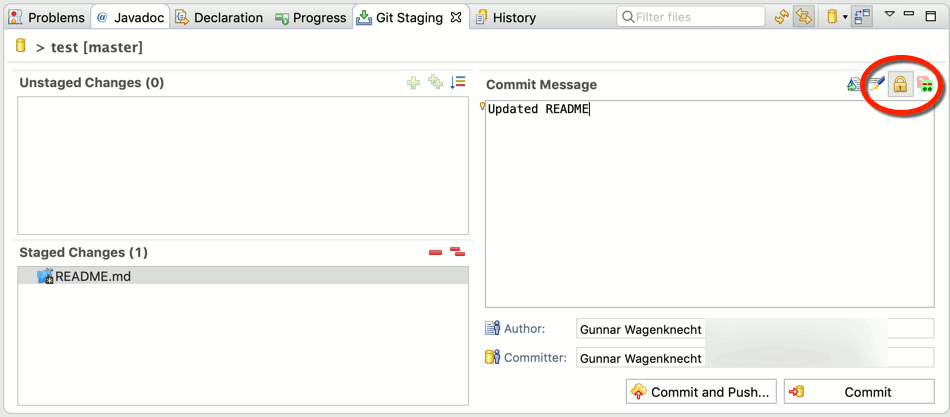 Problems
@ Javadoc
Declaration
Progress
Git Staging
History
Filter files
> test [master]
Unstaged Changes (0)
Commit Message
Updated README
Staged Changes (1)
README.md
Author:
Gunnar Wagenknecht
Committer:
Gunnar Wagenknecht
Commit and Push...
Commit